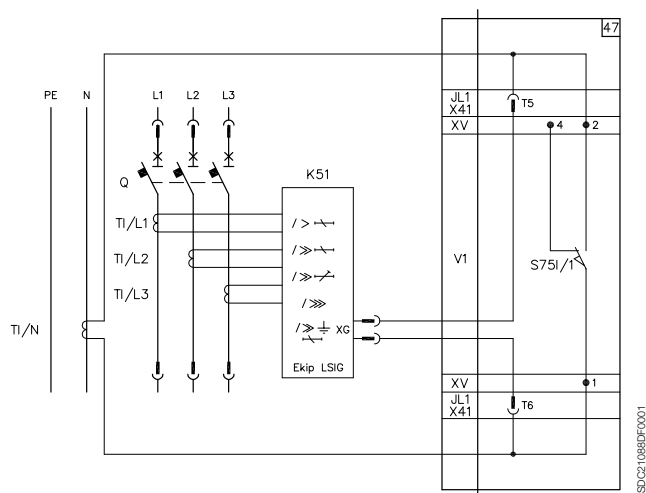 47
PE N L1 L2 L3
JL1
X41
T5
XV 4 2
Q
K51
TI/L1
TI/L2
TI/L3
TI/N
/ >
/ ≫
/ ≫
/ ⋙
/ ≫
XG
Ekip LSIG
V1
S75I/1
XV 1
JL1
X41
T6
SDC21088DF0001